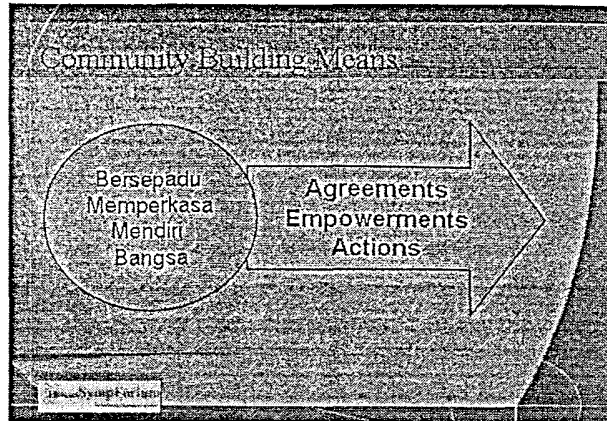 Community Building Means
Bersepadu
Memperkasa
Mendiri
Bangsa
Agreements
Empowerments
Actions